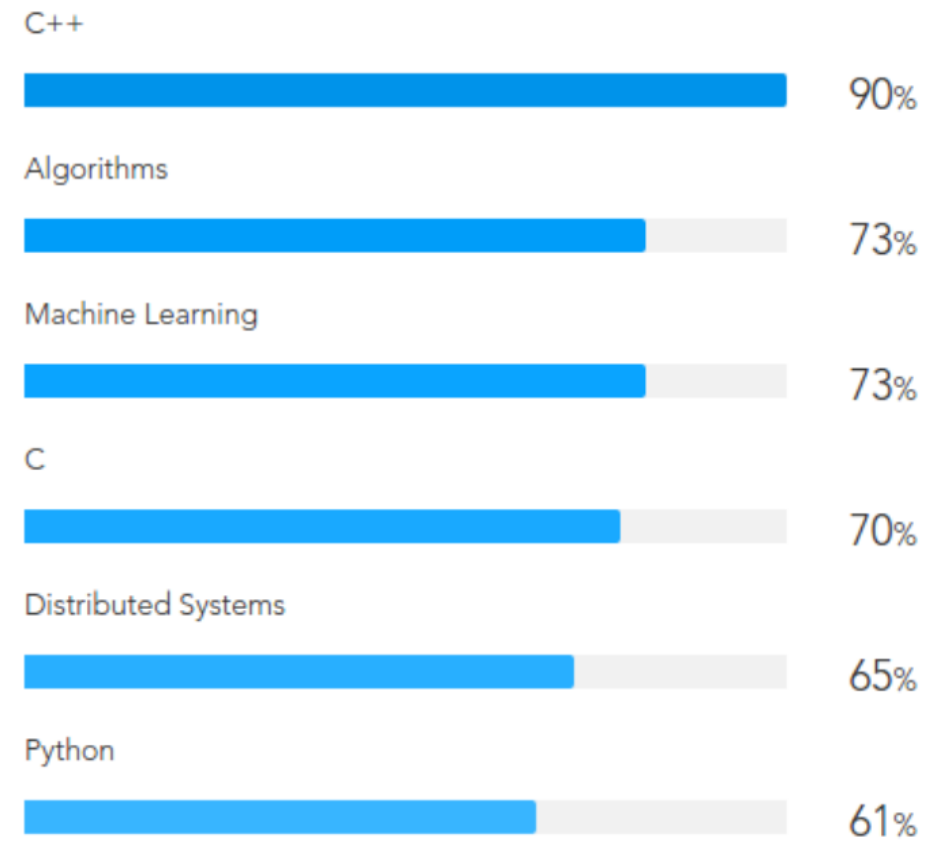 C++
90%
Algorithms
73%
Machine Learning
73%
C
70%
Distributed Systems
65%
Python
61%